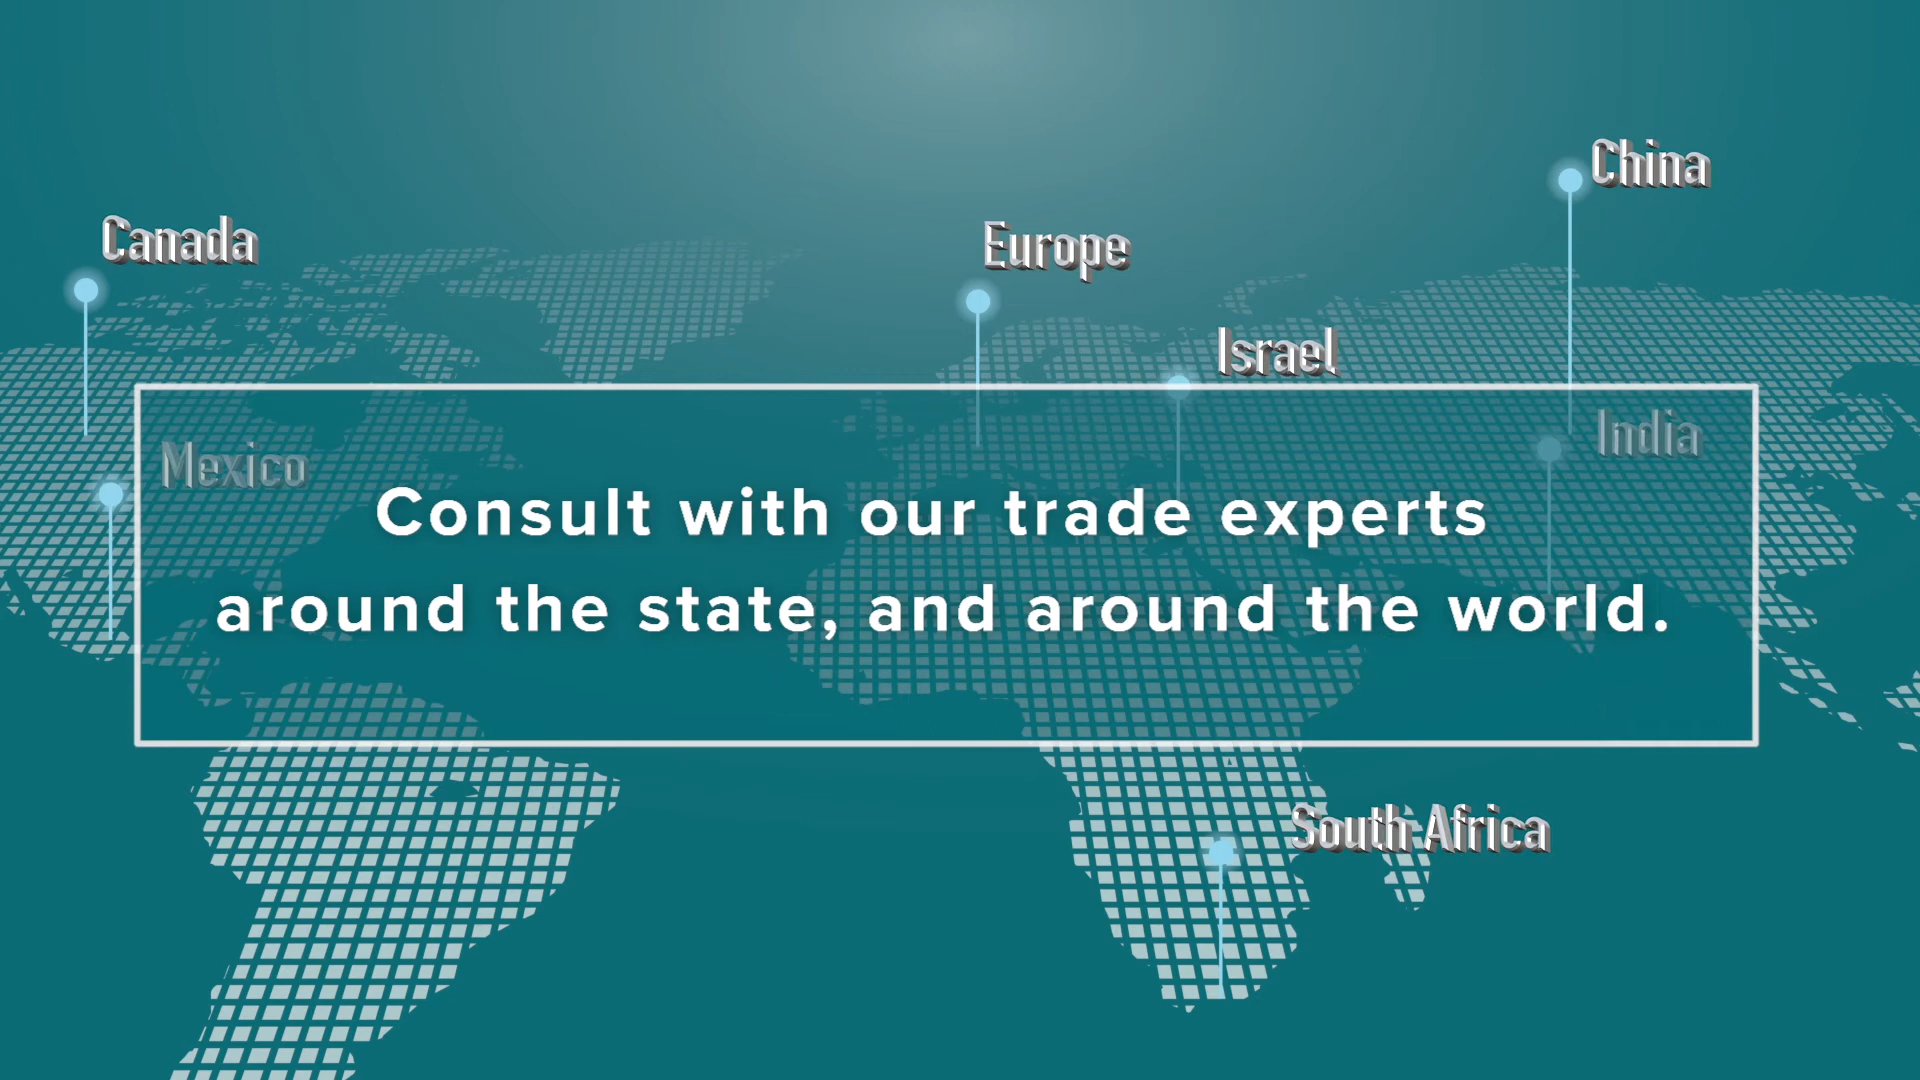 China
Canada
Europe
Israel
India
Mexico
Consult with our trade experts
around the state, and around the world.
South Africa